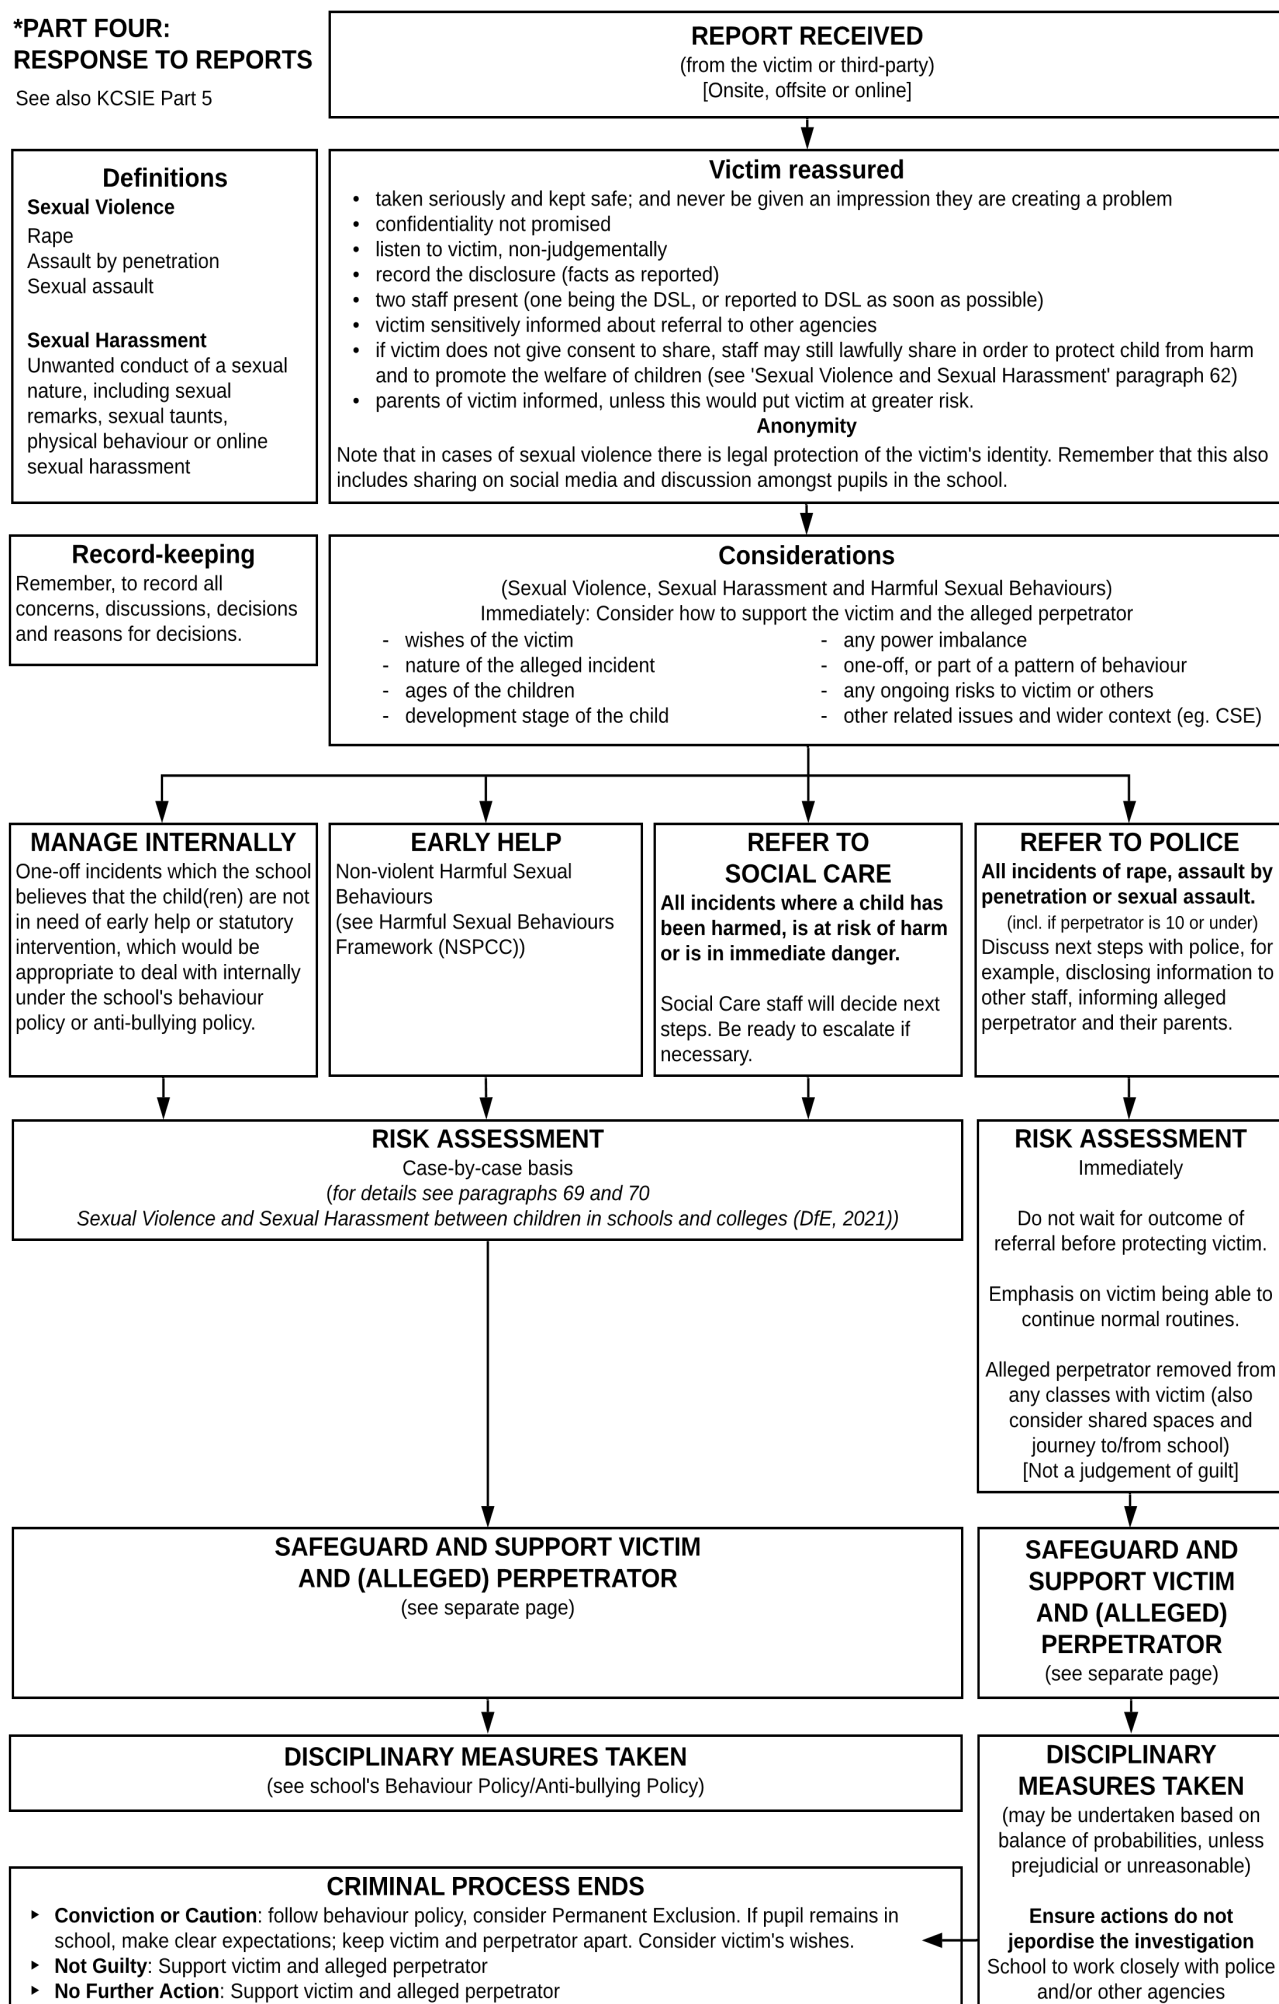 *PART FOUR:
RESPONSE TO REPORTS
See also KCSIE Part 5
REPORT RECEIVED
(from the victim or third-party)
[Onsite, offsite or online]
Definitions
Sexual Violence
Rape
Assault by penetration
Sexual assault
Sexual Harassment
Unwanted conduct of a sexual
nature, including sexual
remarks, sexual taunts,
physical behaviour or online
sexual harassment
Victim reassured
• taken seriously and kept safe; and never be given an impression they are creating a problem
• confidentiality not promised
• listen to victim, non-judgementally
• record the disclosure (facts as reported)
• two staff present (one being the DSL, or reported to DSL as soon as possible)
• victim sensitively informed about referral to other agencies
• if victim does not give consent to share, staff may still lawfully share in order to protect child from harm
and to promote the welfare of children (see 'Sexual Violence and Sexual Harassment' paragraph 62)
• parents of victim informed, unless this would put victim at greater risk.
Anonymity
Note that in cases of sexual violence there is legal protection of the victim's identity. Remember that this also
includes sharing on social media and discussion amongst pupils in the school.
Record-keeping
Remember, to record all
concerns, discussions, decisions
and reasons for decisions.
Considerations
(Sexual Violence, Sexual Harassment and Harmful Sexual Behaviours)
Immediately: Consider how to support the victim and the alleged perpetrator
- wishes of the victim
- nature of the alleged incident
- ages of the children
- development stage of the child
- any power imbalance
- one-off, or part of a pattern of behaviour
- any ongoing risks to victim or others
- other related issues and wider context (eg. CSE)
MANAGE INTERNALLY
One-off incidents which the school
believes that the child(ren) are not
in need of early help or statutory
intervention, which would be
appropriate to deal with internally
under the school's behaviour
policy or anti-bullying policy.
EARLY HELP
Non-violent Harmful Sexual
Behaviours
(see Harmful Sexual Behaviours
Framework (NSPCC))
REFER TO
SOCIAL CARE
All incidents where a child has
been harmed, is at risk of harm
or is in immediate danger.
Social Care staff will decide next
steps. Be ready to escalate if
necessary.
REFER TO POLICE
All incidents of rape, assault by
penetration or sexual assault.
(incl. if perpetrator is 10 or under)
Discuss next steps with police, for
example, disclosing information to
other staff, informing alleged
perpetrator and their parents.
RISK ASSESSMENT
Case-by-case basis
(for details see paragraphs 69 and 70
Sexual Violence and Sexual Harassment between children in schools and colleges (DfE, 2021))
RISK ASSESSMENT
Immediately
Do not wait for outcome of
referral before protecting victim.
Emphasis on victim being able to
continue normal routines.
Alleged perpetrator removed from
any classes with victim (also
consider shared spaces and
journey to/from school)
[Not a judgement of guilt]
SAFEGUARD AND SUPPORT VICTIM
AND (ALLEGED) PERPETRATOR
(see separate page)
SAFEGUARD AND
SUPPORT VICTIM
AND (ALLEGED)
PERPETRATOR
(see separate page)
DISCIPLINARY MEASURES TAKEN
(see school's Behaviour Policy/Anti-bullying Policy)
DISCIPLINARY
MEASURES TAKEN
(may be undertaken based on
balance of probabilities, unless
prejudicial or unreasonable)
Ensure actions do not
jepordise the investigation
School to work closely with police
and/or other agencies
CRIMINAL PROCESS ENDS
‣ Conviction or Caution: follow behaviour policy, consider Permanent Exclusion. If pupil remains in
school, make clear expectations; keep victim and perpetrator apart. Consider victim's wishes.
‣ Not Guilty: Support victim and alleged perpetrator
‣ No Further Action: Support victim and alleged perpetrator